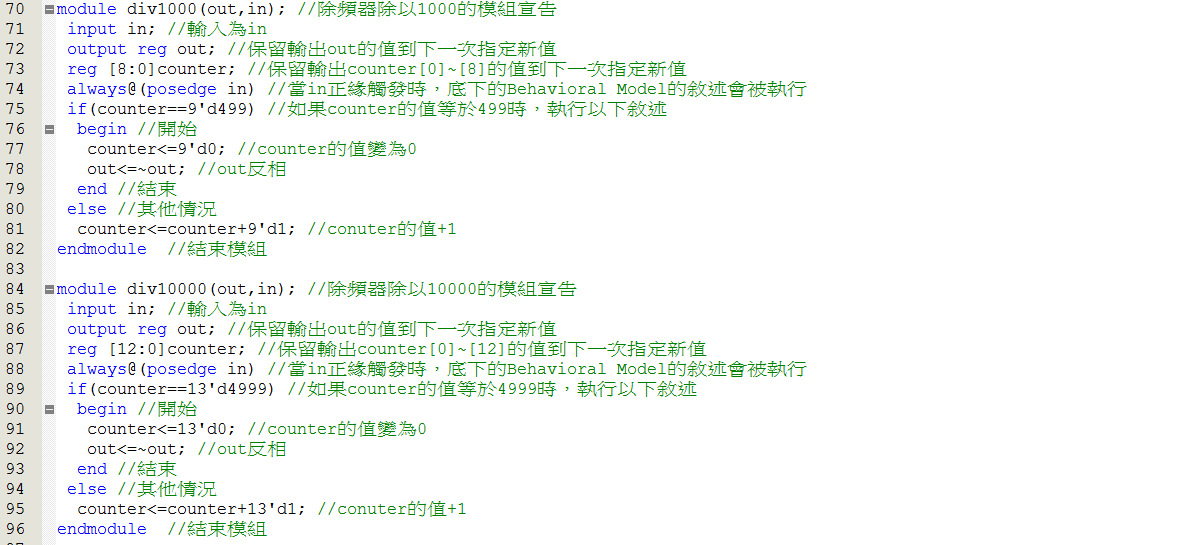 70 module div1000(out,in); //除頻器除以1000的模組宣告
71 input in; //輸入為in
72 output reg out; //保留輸出out的值到下一次指定新值
73 reg [8:0]counter; //保留輸出counter[0]~[8]的值到下一次指定新值
74 always@(posedge in) //當in正緣觸發時，底下的Behavioral Model的敘述會被執行
75 if(counter==9'd499) //如果counter的值等於499時，執行以下敘述
76 begin //開始
77 counter<=9'd0; //counter的值變為0
78 out<=~out; //out反相
79 end //結束
80 else //其他情況
81 counter<=counter+9'd1; //conuter的值+1
82 endmodule //結束模組
83
84 module div10000(out,in); //除頻器除以10000的模組宣告
85 input in; //輸入為in
86 output reg out; //保留輸出out的值到下一次指定新值
87 reg [12:0]counter; //保留輸出counter[0]~[12]的值到下一次指定新值
88 always@(posedge in) //當in正緣觸發時，底下的Behavioral Model的敘述會被執行
89 if(counter==13'd4999) //如果counter的值等於4999時，執行以下敘述
90 begin //開始
91 counter<=13'd0; //counter的值變為0
92 out<=~out; //out反相
93 end //結束
94 else //其他情況
95 counter<=counter+13'd1; //conuter的值+1
96 endmodule //結束模組